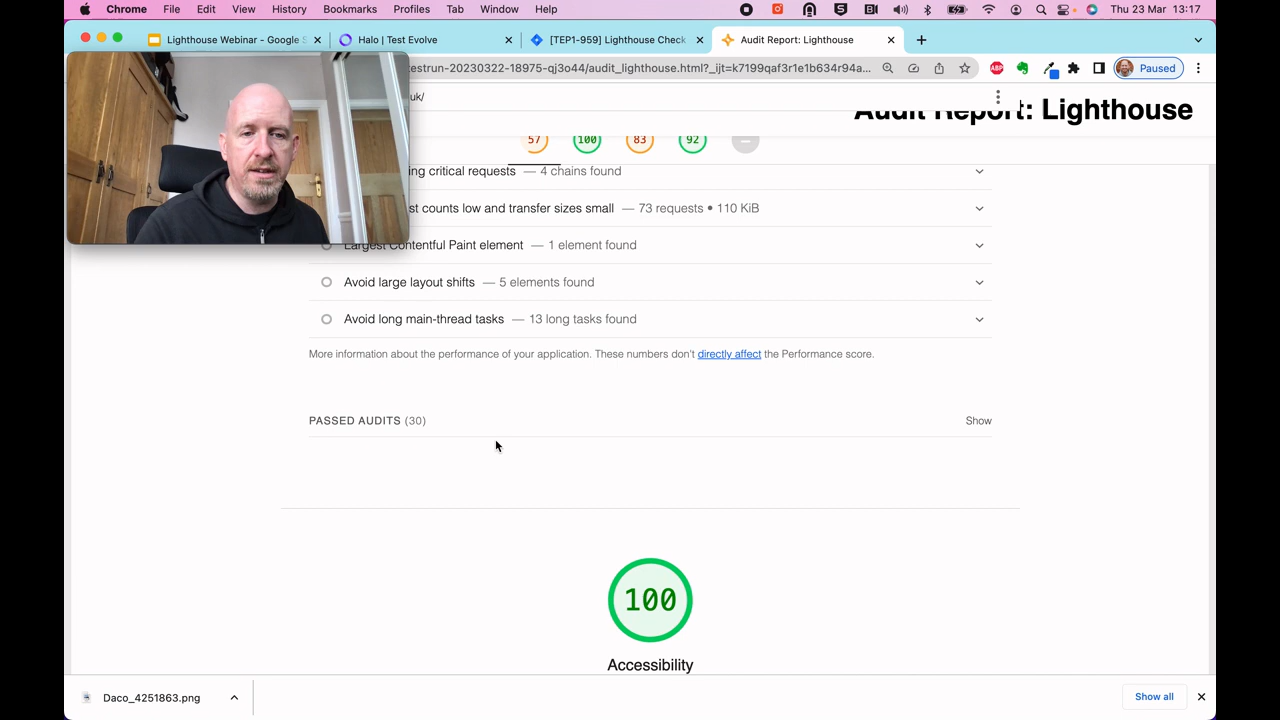 Chrome File Edit View History Bookmarks Profiles Tab Window Help Thu 23 Mar 13:17
Lighthouse Webinar - Google S Halo | Test Evolve [TEP1-959] Lighthouse Check Audit Report: Lighthouse
testrun-20230322-18975-qj3o44/audit_lighthouse.html?_ijt=k7199qaf3r1e1b634r94a... ABP Paused
uk/
Audit Report: Lighthouse
57 100 83 92
ing critical requests — 4 chains found
st counts low and transfer sizes small — 73 requests • 110 KiB
Largest Contentful Paint element — 1 element found
Avoid large layout shifts — 5 elements found
Avoid long main-thread tasks — 13 long tasks found
More information about the performance of your application. These numbers don't directly affect the Performance score.
PASSED AUDITS (30) Show
100
Accessibility
Daco_4251863.png Show all